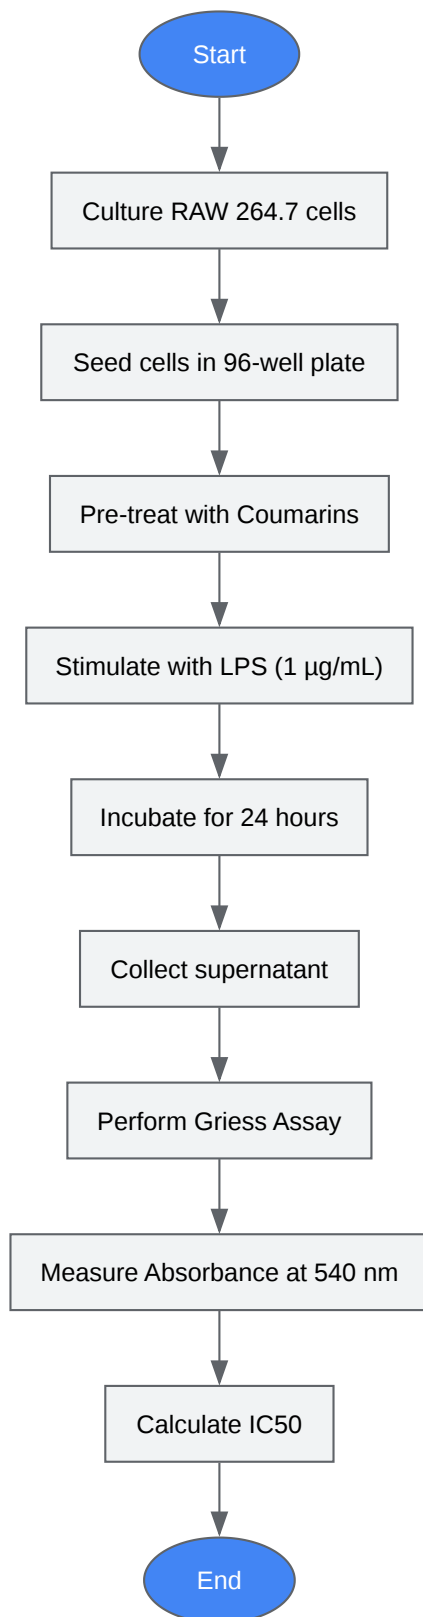 Start
Culture RAW 264.7 cells
Seed cells in 96-well plate
Pre-treat with Coumarins
Stimulate with LPS (1 µg/mL)
Incubate for 24 hours
Collect supernatant
Perform Griess Assay
Measure Absorbance at 540 nm
Calculate IC50
End